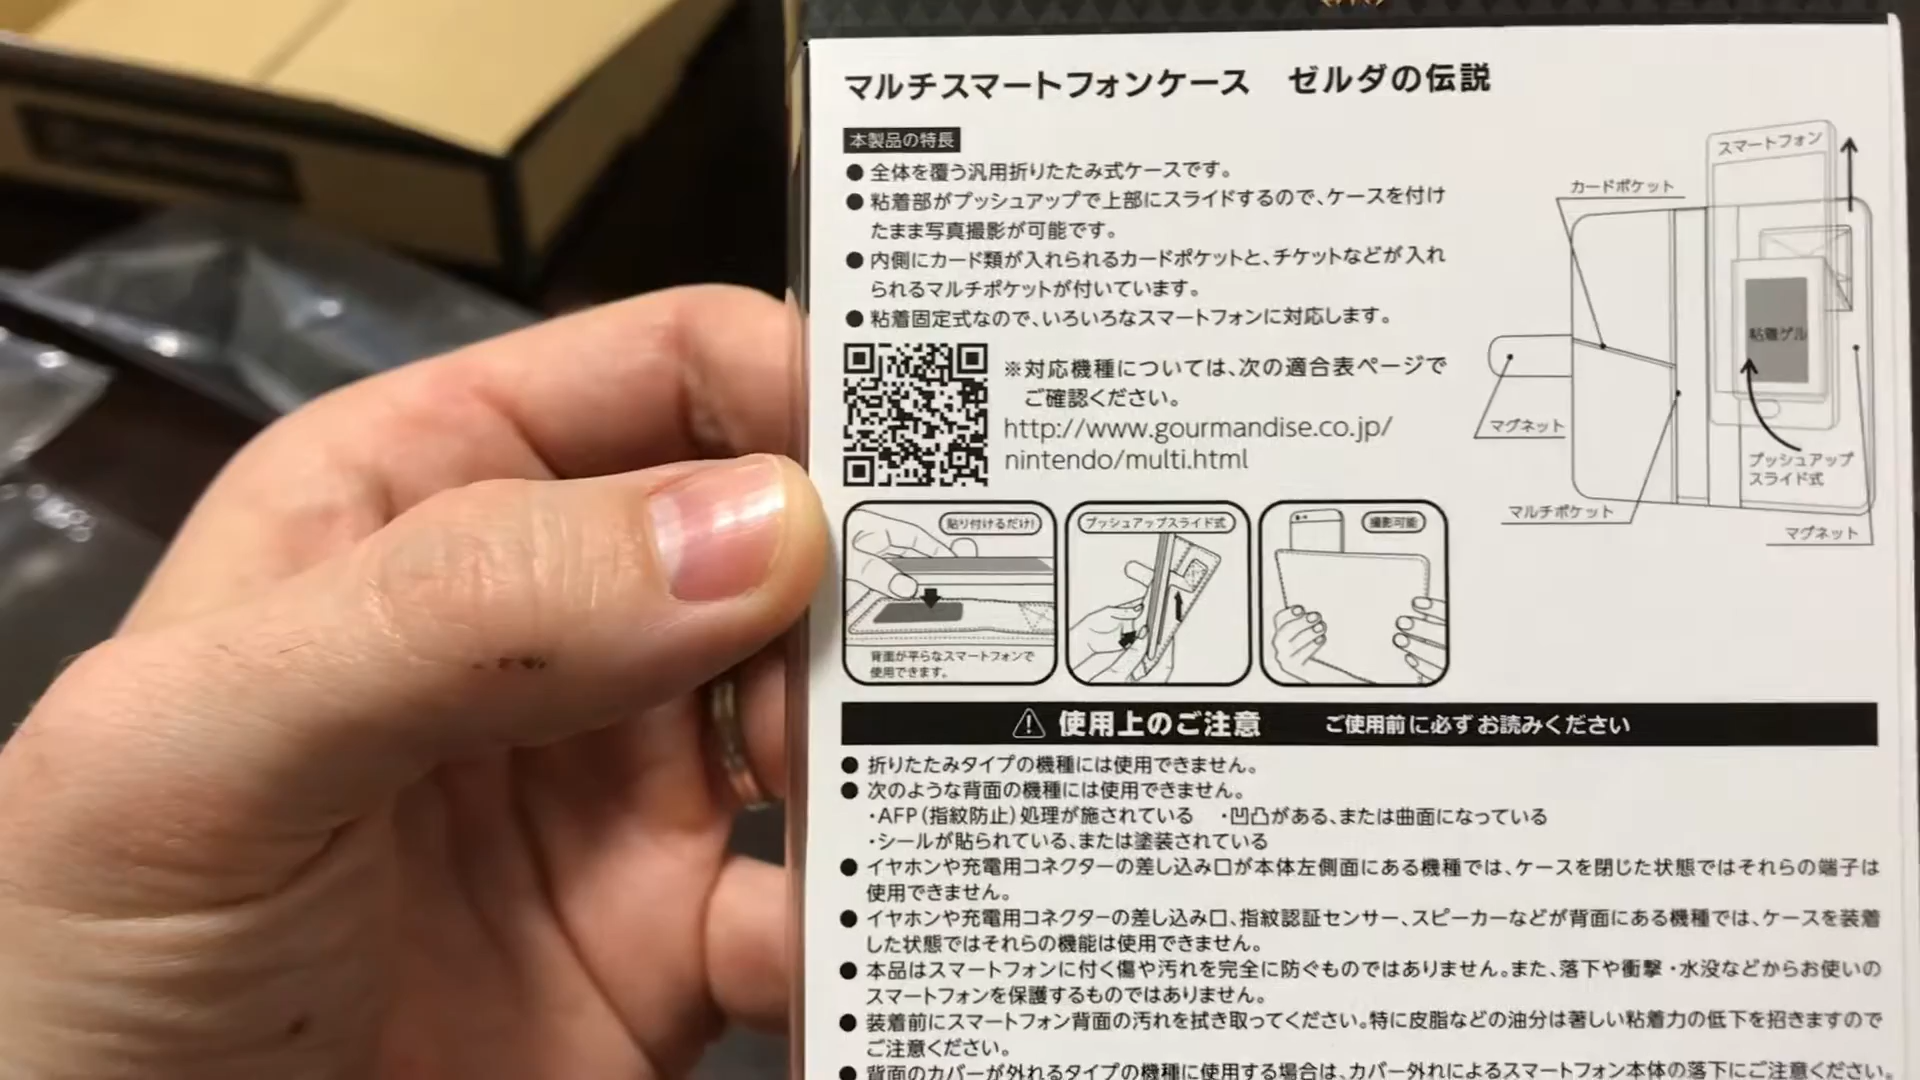 マルチスマートフォンケース ゼルダの伝説
本製品の特長
● 全体を覆う汎用折りたたみ式ケースです。
● 粘着部がプッシュアップで上部にスライドするので、ケースを付け
たまま写真撮影が可能です。
● 内側にカード類が入れられるカードポケットと、チケットなどが入れ
られるマルチポケットが付いています。
● 粘着固定式なので、いろいろなスマートフォンに対応します。
※対応機種については、次の適合表ページで
ご確認ください。
http://www.gourmandise.co.jp/
nintendo/multi.html
スマートフォン
カードポケット
粘着ゲル
マグネット
プッシュアップ
スライド式
マルチポケット
マグネット
貼り付けるだけ!
背面が平らなスマートフォンで
使用できます。
プッシュアップスライド式
撮影可能
使用上のご注意 ご使用前に必ずお読みください
● 折りたたみタイプの機種には使用できません。
● 次のような背面の機種には使用できません。
・AFP(指紋防止)処理が施されている ・凹凸がある、または曲面になっている
・シールが貼られている、または塗装されている
● イヤホンや充電用コネクターの差し込み口が本体左側面にある機種では、ケースを閉じた状態ではそれらの端子は
使用できません。
● イヤホンや充電用コネクターの差し込み口、指紋認証センサー、スピーカーなどが背面にある機種では、ケースを装着
した状態ではそれらの機能は使用できません。
● 本品はスマートフォンに付く傷や汚れを完全に防ぐものではありません。また、落下や衝撃・水没などからお使いの
スマートフォンを保護するものではありません。
● 装着前にスマートフォン背面の汚れを拭き取ってください。特に皮脂などの油分は著しい粘着力の低下を招きますので
ご注意ください。
● 背面のカバーが外れるタイプの機種に使用する場合は、カバー外れによるスマートフォン本体の落下にご注意ください。